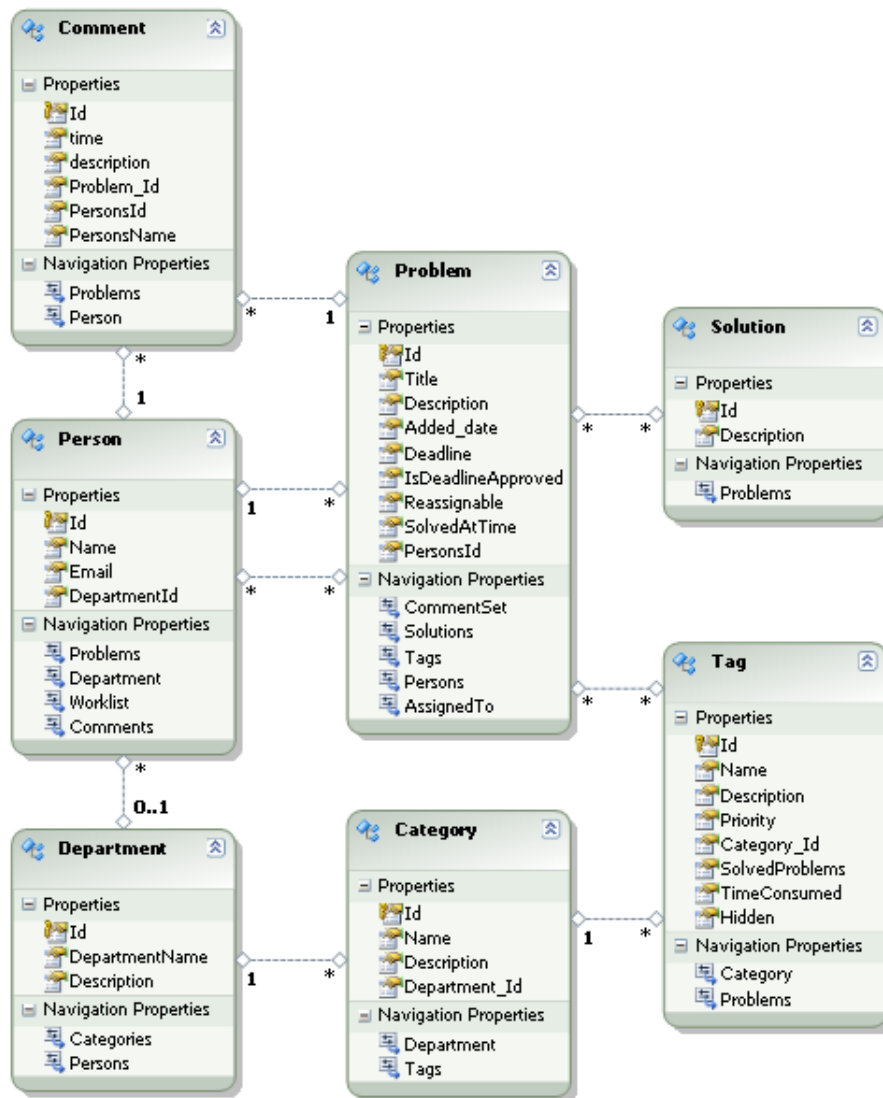 Comment
Properties
Id
time
description
Problem_Id
PersonsId
PersonsName
Navigation Properties
Problems
Person
*
1
*
1
Problem
Properties
Id
Title
Description
Added_date
Deadline
IsDeadlineApproved
Reassignable
SolvedAtTime
PersonsId
Navigation Properties
CommentSet
Solutions
Tags
Persons
AssignedTo
*
*
Solution
Properties
Id
Description
Navigation Properties
Problems
Person
Properties
Id
Name
Email
DepartmentId
Navigation Properties
Problems
Department
Worklist
Comments
1
*
*
*
*
*
Tag
Properties
Id
Name
Description
Priority
Category_Id
SolvedProblems
TimeConsumed
Hidden
Navigation Properties
Category
Problems
*
0..1
Department
Properties
Id
DepartmentName
Description
Navigation Properties
Categories
Persons
1
*
Category
Properties
Id
Name
Description
Department_Id
Navigation Properties
Department
Tags
1
*